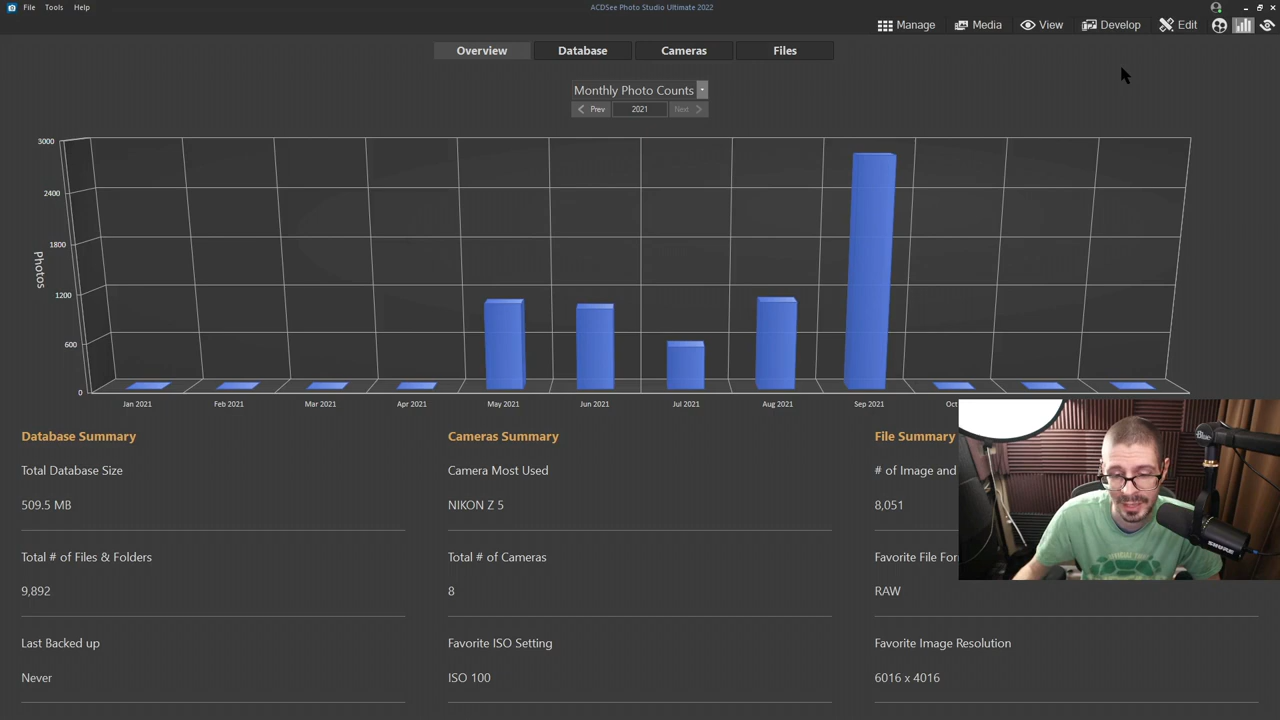 File Tools Help
ACDSee Photo Studio Ultimate 2022
Manage Media View Develop Edit
Overview Database Cameras Files
Monthly Photo Counts
Prev 2021 Next
3000
2400
1800
1200
600
0
Photos
Jan 2021 Feb 2021 Mar 2021 Apr 2021 May 2021 Jun 2021 Jul 2021 Aug 2021 Sep 2021 Oct
Database Summary
Total Database Size
509.5 MB
Total # of Files & Folders
9,892
Last Backed up
Never
Cameras Summary
Camera Most Used
NIKON Z 5
Total # of Cameras
8
Favorite ISO Setting
ISO 100
File Summary
# of Image and
8,051
Favorite File For
RAW
Favorite Image Resolution
6016 x 4016
SHURE